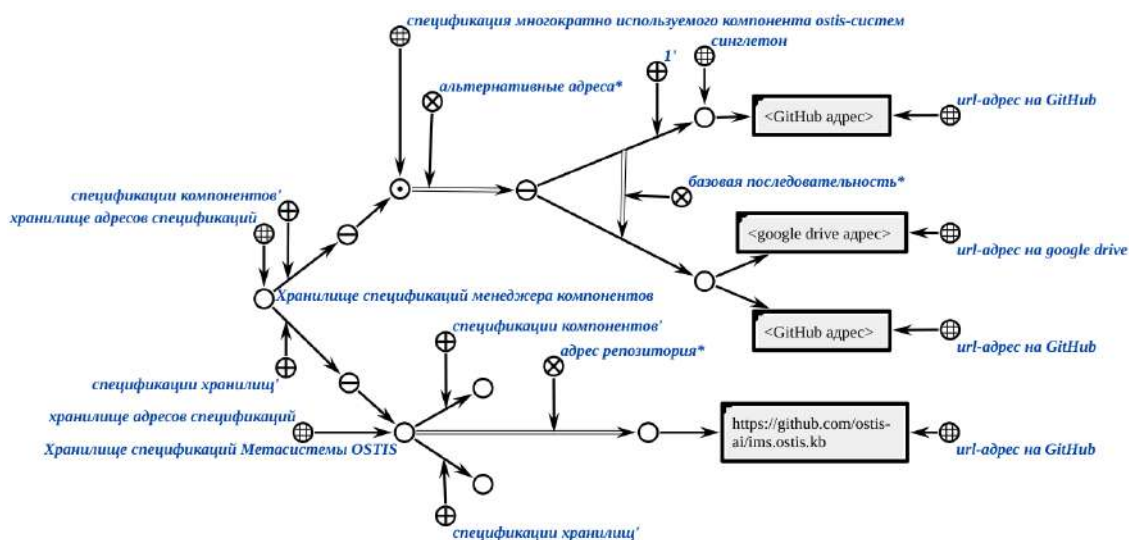 спецификация многократно используемого компонента ostis-систем
синглтон
1'
альтернативные адреса*
<GitHub адрес>
url-адрес на GitHub
спецификации компонентов'
хранилище адресов спецификаций
базовая последовательность*
<google drive адрес>
url-адрес на google drive
Хранилище спецификаций менеджера компонентов
спецификации компонентов'
<GitHub адрес>
адрес репозитория*
url-адрес на GitHub
спецификации хранилищ'
хранилище адресов спецификаций
https://github.com/ostis-
ai/ims.ostis.kb
Хранилище спецификаций Метасистемы OSTIS
url-адрес на GitHub
спецификации хранилищ'